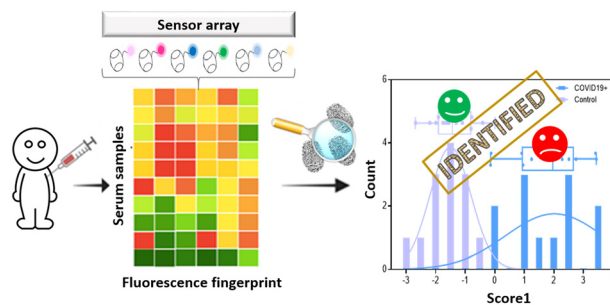 Sensor array
Serum samples
Fluorescence fingerprint
COVID19+
Control
IDENTIFIED
Count
6
4
2
0
-3 -2 -1 0 1 2 3
Score1